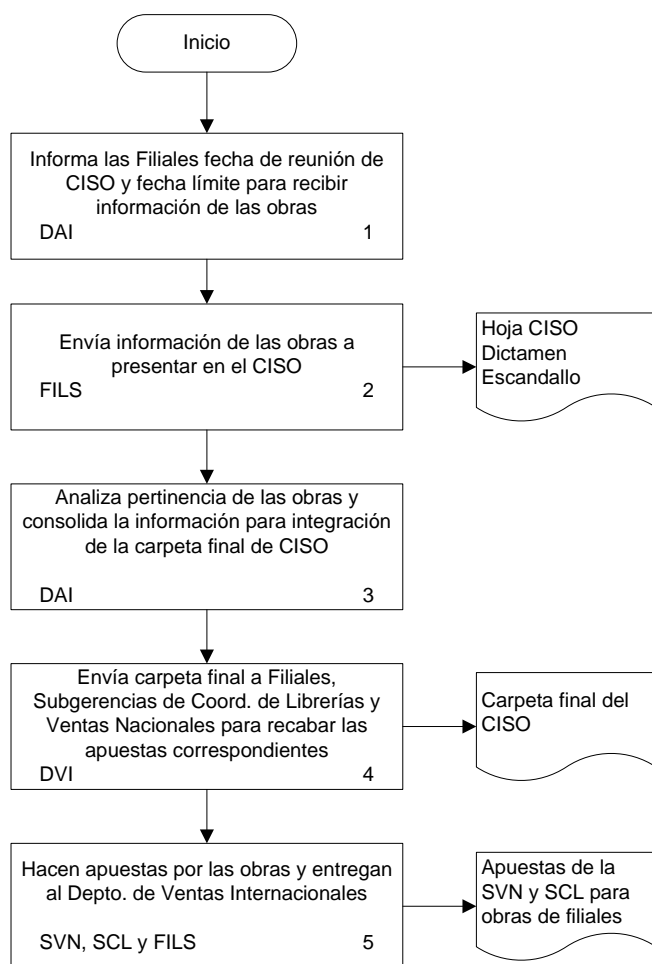 Inicio
Informa las Filiales fecha de reunión de
CISO y fecha límite para recibir
información de las obras
DAI 1
Envía información de las obras a
presentar en el CISO
FILS 2
Hoja CISO
Dictamen
Escandallo
Analiza pertinencia de las obras y
consolida la información para integración
de la carpeta final de CISO
DAI 3
Envía carpeta final a Filiales,
Subgerencias de Coord. de Librerías y
Ventas Nacionales para recabar las
apuestas correspondientes
DVI 4
Carpeta final del
CISO
Hacen apuestas por las obras y entregan
al Depto. de Ventas Internacionales
SVN, SCL y FILS 5
Apuestas de la
SVN y SCL para
obras de filiales